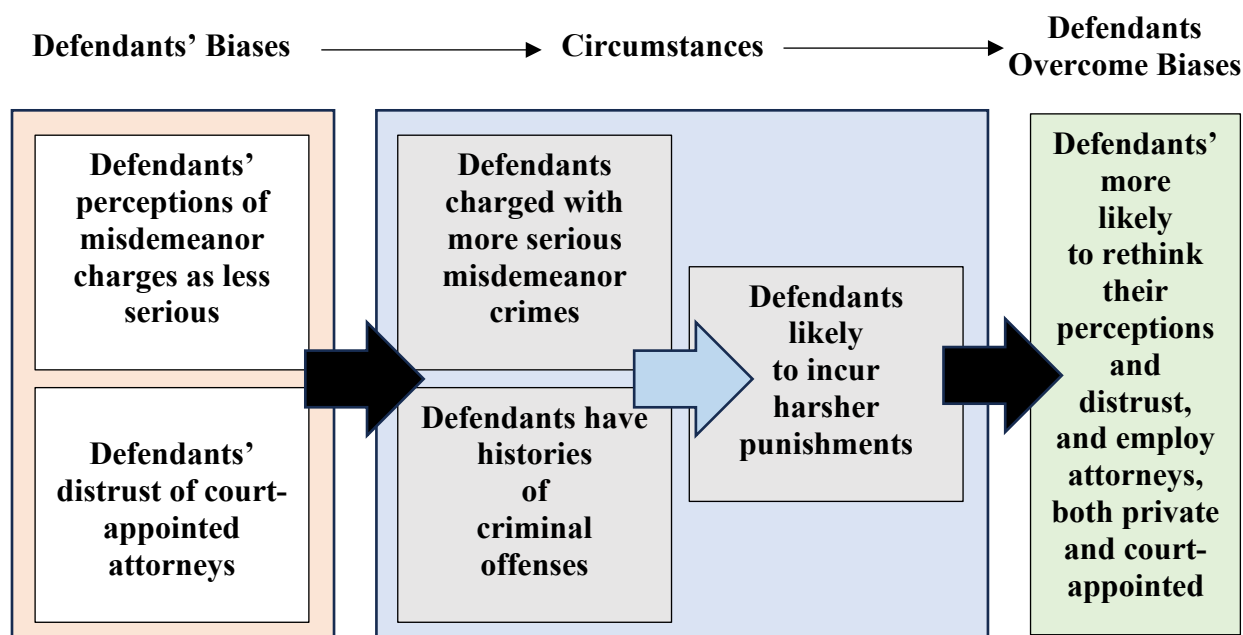 Defendants’ Biases
Circumstances
Defendants
Overcome Biases
Defendants’
perceptions of
misdemeanor
charges as less
serious
Defendants’
distrust of court-
appointed
attorneys
Defendants
charged with
more serious
misdemeanor
crimes
Defendants have
histories
of
criminal
offenses
Defendants
likely
to incur
harsher
punishments
Defendants’
more
likely
to rethink
their
perceptions
and
distrust,
and employ
attorneys,
both private
and court-
appointed